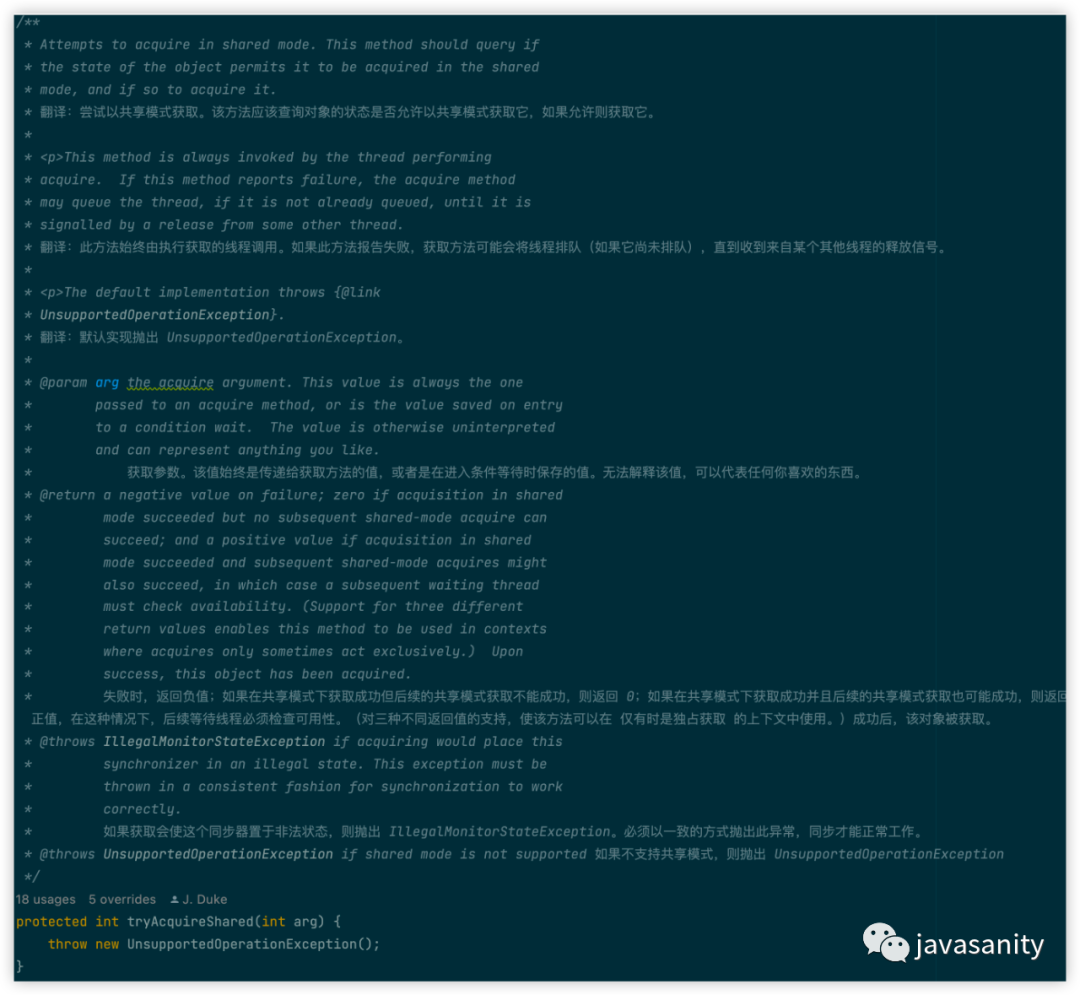 /**
 * Attempts to acquire in shared mode. This method should query if
 * the state of the object permits it to be acquired in the shared
 * mode, and if so to acquire it.
 * 翻译：尝试以共享模式获取。该方法应该查询对象的状态是否允许以共享模式获取它，如果允许则获取它。
 *
 * <p>This method is always invoked by the thread performing
 * acquire.  If this method reports failure, the acquire method
 * may queue the thread, if it is not already queued, until it is
 * signalled by a release from some other thread.
 * 翻译：此方法始终由执行获取的线程调用。如果此方法报告失败，获取方法可能会将线程排队（如果它尚未排队），直到收到来自某个其他线程的释放信号。
 *
 * <p>The default implementation throws {@link
 * UnsupportedOperationException}.
 * 翻译：默认实现抛出 UnsupportedOperationException。
 *
 * @param arg the acquire argument. This value is always the one
 *        passed to an acquire method, or is the value saved on entry
 *        to a condition wait.  The value is otherwise uninterpreted
 *        and can represent anything you like.
 *            获取参数。该值始终是传递给获取方法的值，或者是在进入条件等待时保存的值。无法解释该值，可以代表任何你喜欢的东西。
 * @return a negative value on failure; zero if acquisition in shared
 *         mode succeeded but no subsequent shared-mode acquire can
 *         succeed; and a positive value if acquisition in shared
 *         mode succeeded and subsequent shared-mode acquires might
 *         also succeed, in which case a subsequent waiting thread
 *         must check availability. (Support for three different
 *         return values enables this method to be used in contexts
 *         where acquires only sometimes act exclusively.)  Upon
 *         success, this object has been acquired.
 *         失败时，返回负值；如果在共享模式下获取成功但后续的共享模式获取不能成功，则返回 0；如果在共享模式下获取成功并且后续的共享模式获取也可能成功，则返回
 正值，在这种情况下，后续等待线程必须检查可用性。（对三种不同返回值的支持，使该方法可以在 仅有时是独占获取 的上下文中使用。）成功后，该对象被获取。
 * @throws IllegalMonitorStateException if acquiring would place this
 *         synchronizer in an illegal state. This exception must be
 *         thrown in a consistent fashion for synchronization to work
 *         correctly.
 *         如果获取会使这个同步器置于非法状态，则抛出 IllegalMonitorStateException。必须以一致的方式抛出此异常，同步才能正常工作。
 * @throws UnsupportedOperationException if shared mode is not supported 如果不支持共享模式，则抛出 UnsupportedOperationException
 */
18 usages 5 overrides J. Duke
protected int tryAcquireShared(int arg) {
    throw new UnsupportedOperationException();
}
javasanity